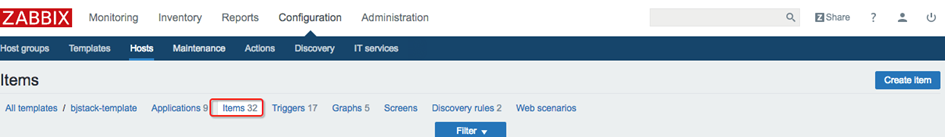 ZABBIX Monitoring Inventory Reports Configuration Administration Z Share ?
Host groups Templates Hosts Maintenance Actions Discovery IT services
Items Create item
All templates / bjstack-template Applications 9 Items 32 Triggers 17 Graphs 5 Screens Discovery rules 2 Web scenarios
Filter